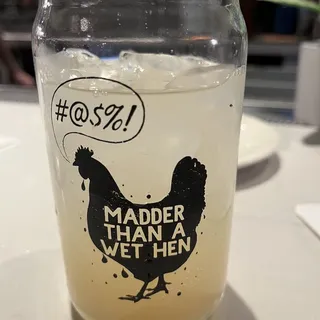 #@$%!
MADDER
THAN A
WET HEN